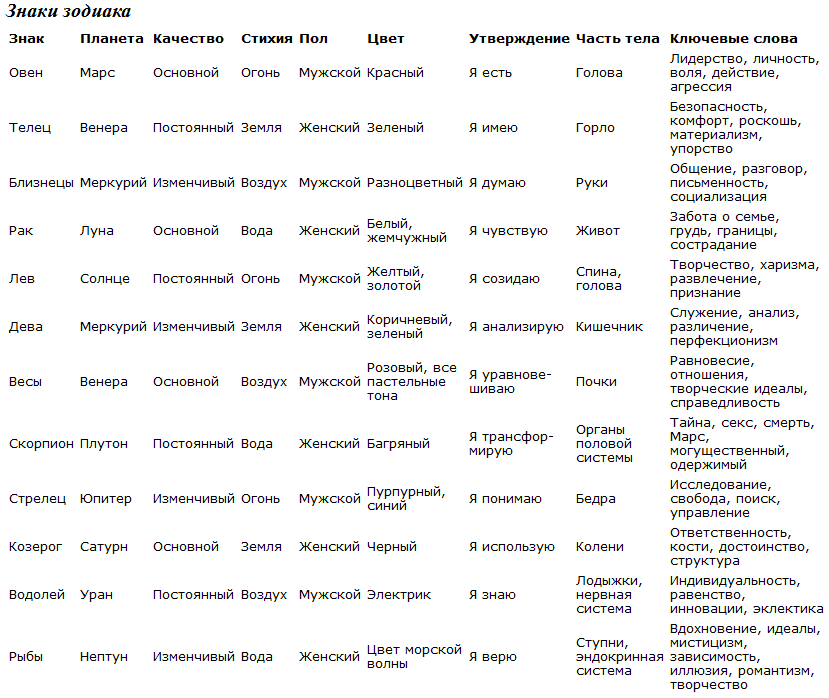 Знаки зодиака
Знак Планета Качество Стихия Пол Цвет Утверждение Часть тела Ключевые слова
Овен Марс Основной Огонь Мужской Красный Я есть Голова Лидерство, личность,
воля, действие,
агрессия
Телец Венера Постоянный Земля Женский Зеленый Я имею Горло Безопасность,
комфорт, роскошь,
материализм,
упорство
Близнецы Меркурий Изменчивый Воздух Мужской Разноцветный Я думаю Руки Общение, разговор,
письменность,
социализация
Рак Луна Основной Вода Женский Белый,
жемчужный Я чувствую Живот Забота о семье,
грудь, границы,
сострадание
Лев Солнце Постоянный Огонь Мужской Желтый,
золотой Я созидаю Спина,
голова Творчество, харизма,
развлечение,
признание
Дева Меркурий Изменчивый Земля Женский Коричневый,
зеленый Я анализирую Кишечник Служение, анализ,
различение,
перфекционизм
Весы Венера Основной Воздух Мужской Розовый, все
пастельные
тона Я уравнове-
шиваю Почки Равновесие,
отношения,
творческие идеалы,
справедливость
Скорпион Плутон Постоянный Вода Женский Багряный Я трансфор-
мирую Органы
половой
системы Тайна, секс, смерть,
Марс,
могущественный,
одержимый
Стрелец Юпитер Изменчивый Огонь Мужской Пурпурный,
синий Я понимаю Бедра Исследование,
свобода, поиск,
управление
Козерог Сатурн Основной Земля Женский Черный Я использую Колени Ответственность,
кости, достоинство,
структура
Водолей Уран Постоянный Воздух Мужской Электрик Я знаю Лодыжки,
нервная
система Индивидуальность,
равенство,
инновации, эклектика
Рыбы Нептун Изменчивый Вода Женский Цвет морской
волны Я верю Ступни,
эндокринная
система Вдохновение, идеалы,
мистицизм,
зависимость,
иллюзия, романтизм,
творчество